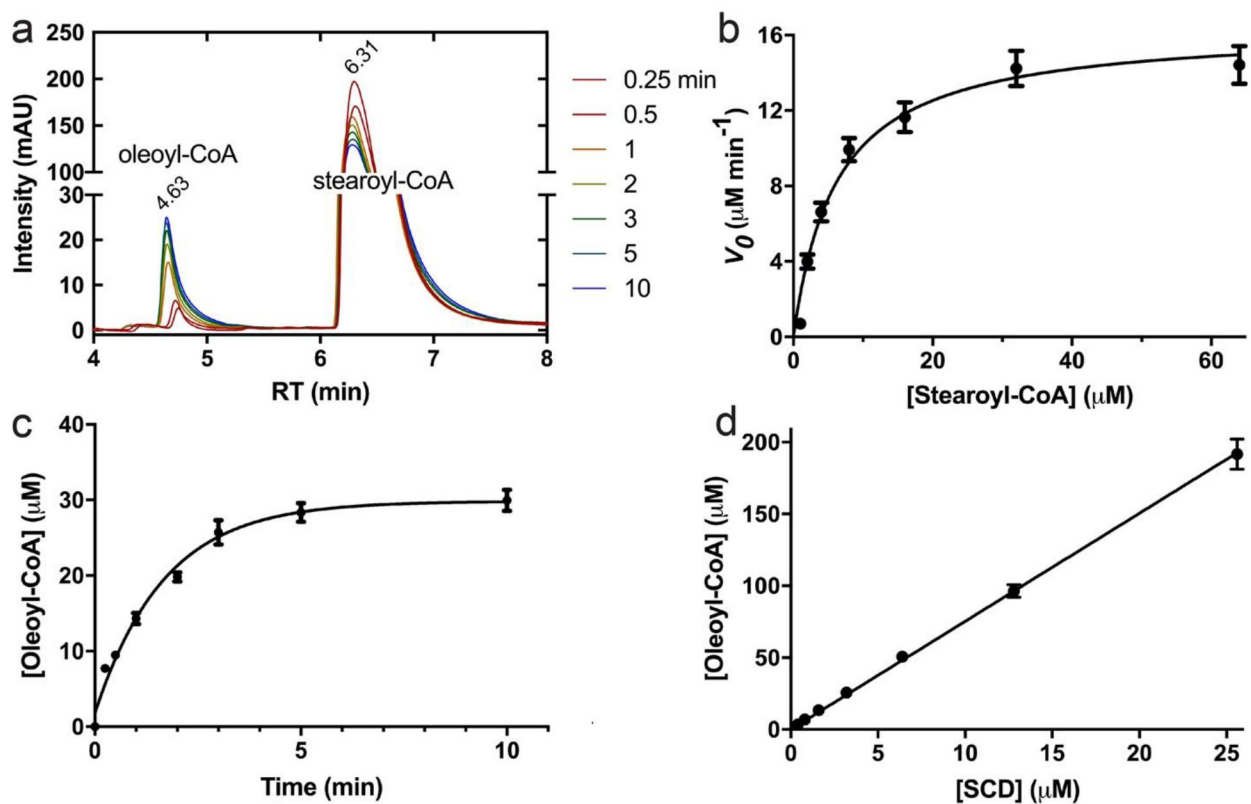 a
250
200
150
100
30
20
10
0
Intensity (mAU)
oleoyl-CoA
4.63
6.31
stearoyl-CoA
4 5 6 7 8
RT (min)
0.25 min
0.5
1
2
3
5
10
b
16
12
8
4
0
V0 (μM min-1)
0 20 40 60
[Stearoyl-CoA] (μM)
c
40
30
20
10
0
[Oleoyl-CoA] (μM)
0 5 10
Time (min)
d
200
150
100
50
0
[Oleoyl-CoA] (μM)
0 5 10 15 20 25
[SCD] (μM)